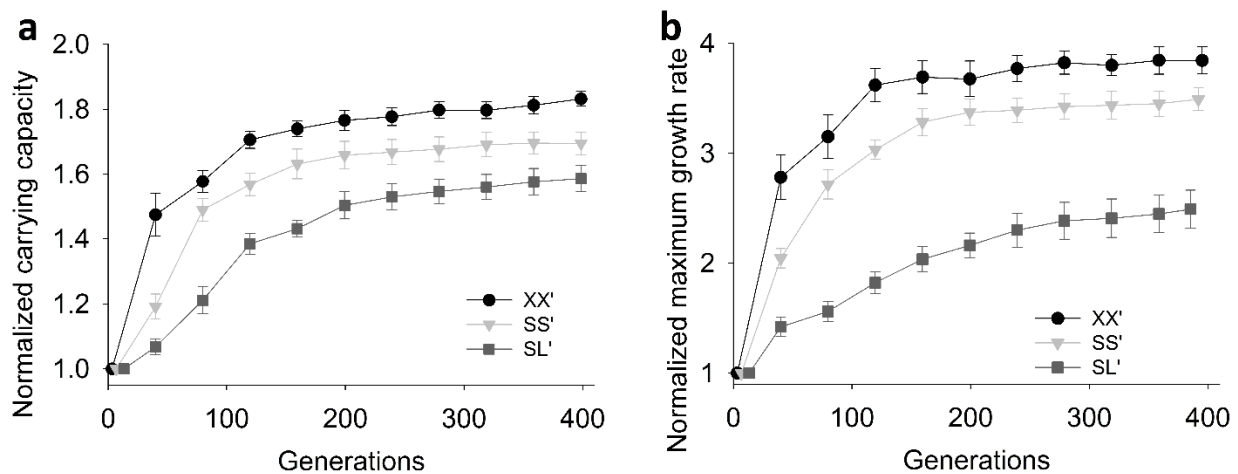 a
Normalized carrying capacity
2.0
1.8
1.6
1.4
1.2
1.0
XX'
SS'
SL'
0 100 200 300 400
Generations
b
Normalized maximum growth rate
4
3
2
1
XX'
SS'
SL'
0 100 200 300 400
Generations